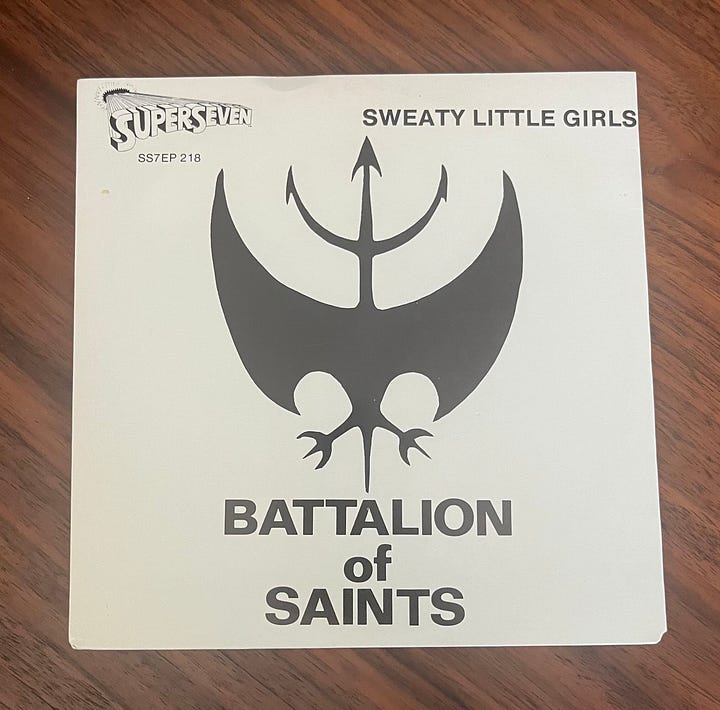 SUPERSEVEN
SS7EP 218
SWEATY LITTLE GIRLS
BATTALION
of
SAINTS